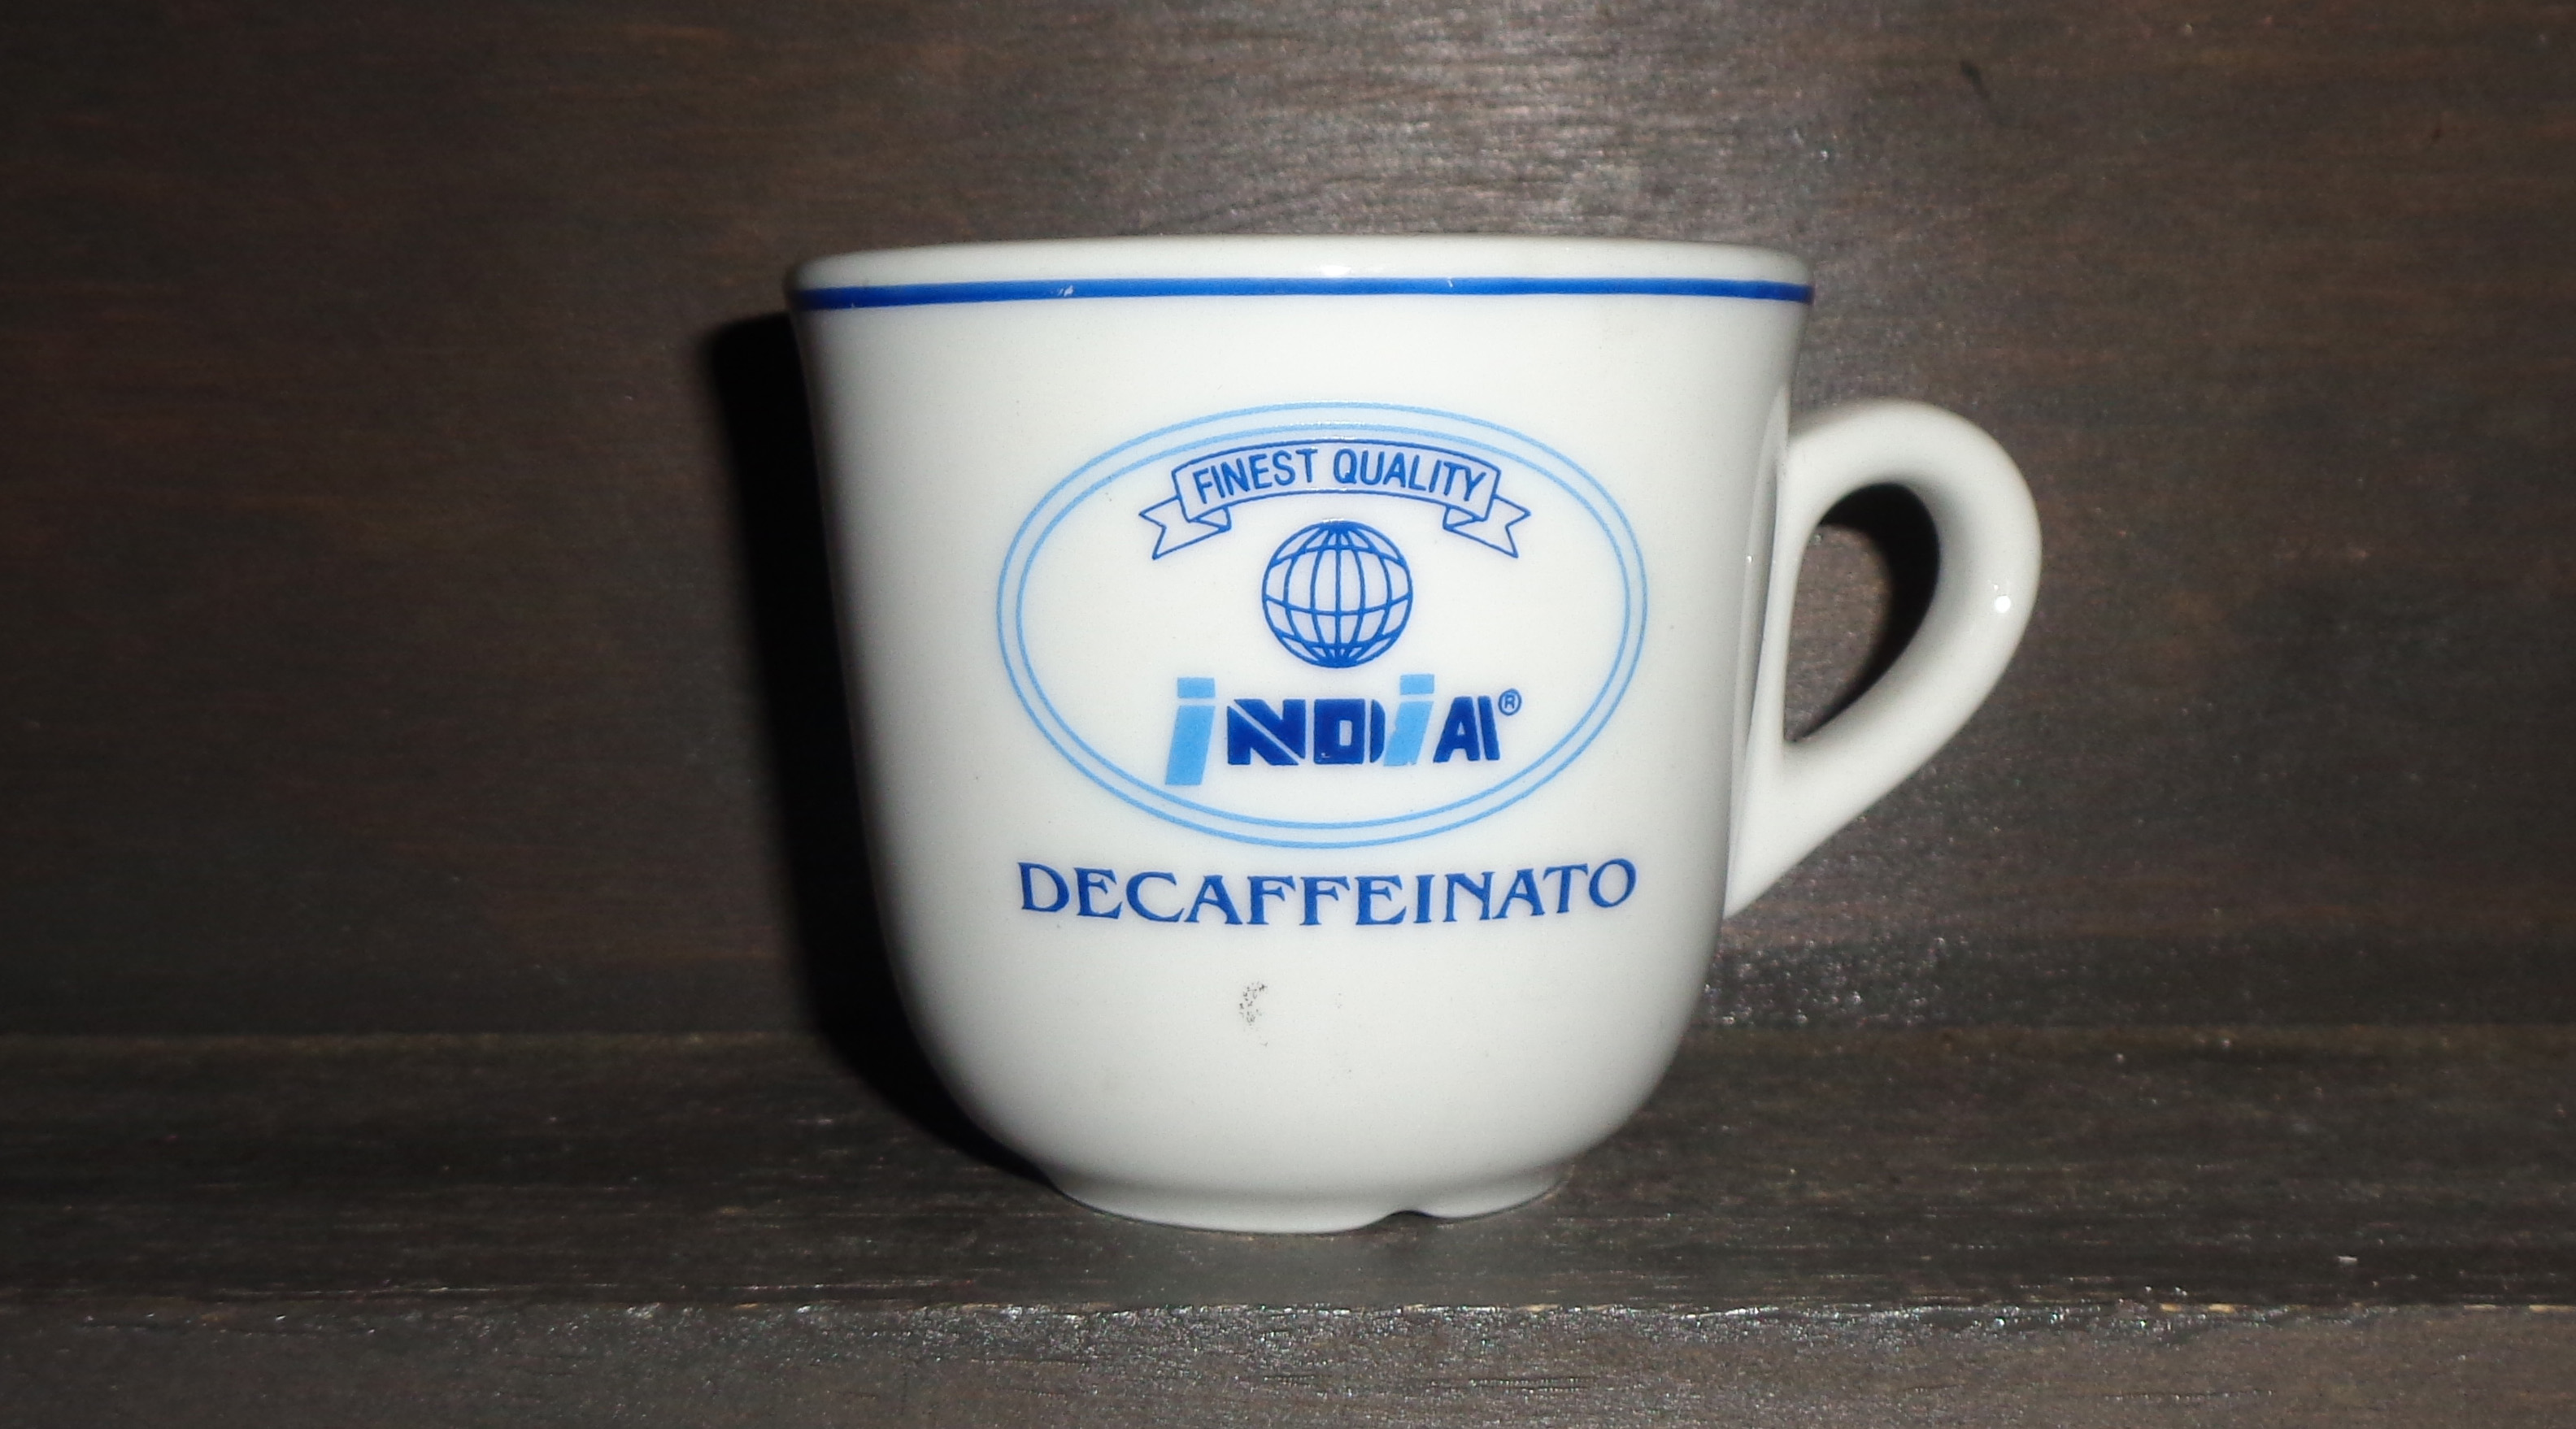 FINEST QUALITY
iNDiA®
DECAFFEINATO